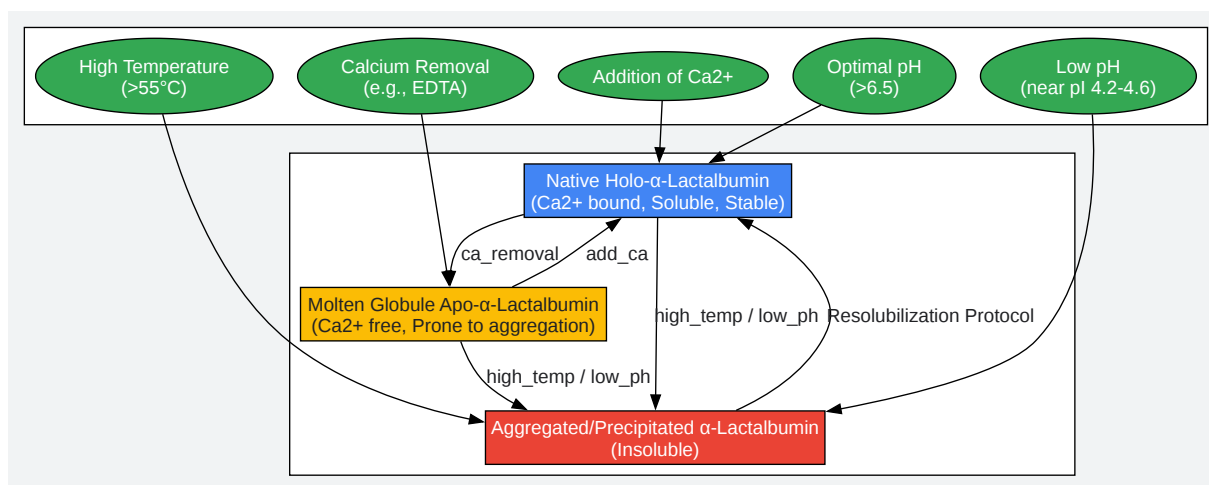 High Temperature
(>55°C)
Calcium Removal
(e.g., EDTA)
Addition of Ca2+
Optimal pH
(>6.5)
Low pH
(near pI 4.2-4.6)
Native Holo-α-Lactalbumin
(Ca2+ bound, Soluble, Stable)
ca_removal
add_ca
Molten Globule Apo-α-Lactalbumin
(Ca2+ free, Prone to aggregation)
high_temp / low_ph
Resolubilization Protocol
high_temp / low_ph
Aggregated/Precipitated α-Lactalbumin
(Insoluble)